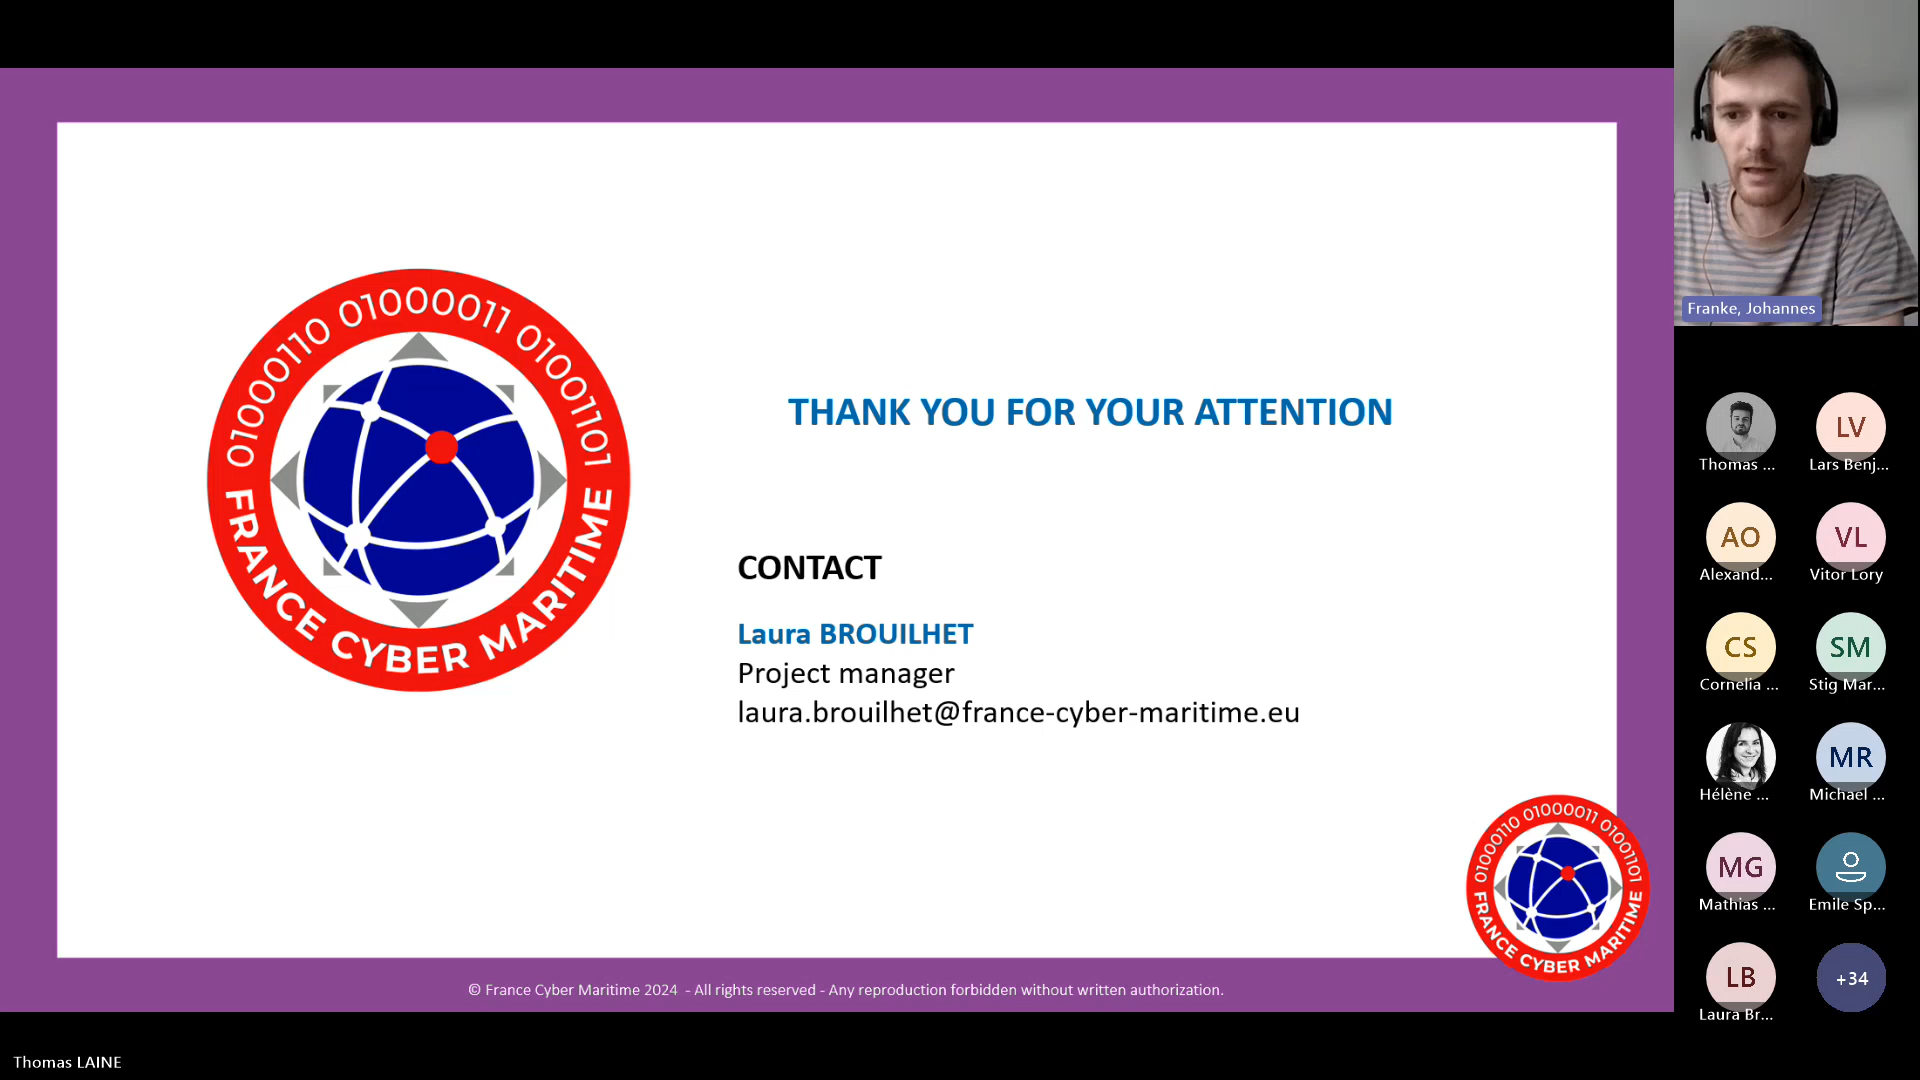 01000110 01000011 01001101
FRANCE CYBER MARITIME
THANK YOU FOR YOUR ATTENTION
CONTACT
Laura BROUILHET
Project manager
laura.brouilhet@france-cyber-maritime.eu
01000110 01000011 01001101
FRANCE CYBER MARITIME
© France Cyber Maritime 2024 - All rights reserved - Any reproduction forbidden without written authorization.
Thomas LAINE
Franke, Johannes
Thomas ...
LV
Lars Benj...
AO
Alexand...
VL
Vitor Lory
CS
Cornelia ...
SM
Stig Mar...
Hélène ...
MR
Michael ...
MG
Mathias ...
Emile Sp...
LB
Laura Br...
+34